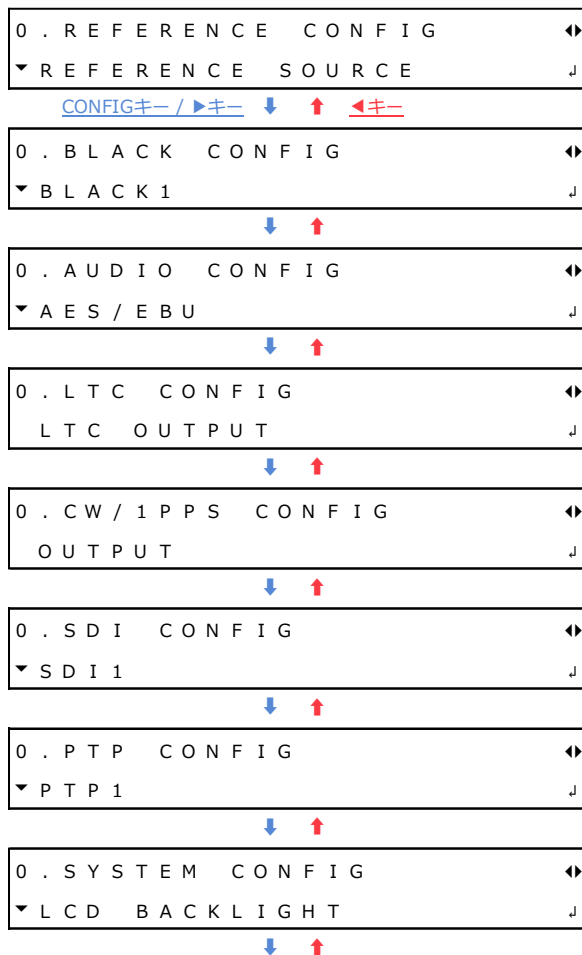 0.REFERENCE CONFIG ◀▶
▼REFERENCE SOURCE ↲
CONFIGキー / ▶キー ⬇ ⬆ ◀キー
0.BLACK CONFIG ◀▶
▼BLACK1 ↲
⬇ ⬆
0.AUDIO CONFIG ◀▶
▼AES/EBU ↲
⬇ ⬆
0.LTC CONFIG ◀▶
LTC OUTPUT ↲
⬇ ⬆
0.CW/1PPS CONFIG ◀▶
OUTPUT ↲
⬇ ⬆
0.SDI CONFIG ◀▶
▼SDI1 ↲
⬇ ⬆
0.PTP CONFIG ◀▶
▼PTP1 ↲
⬇ ⬆
0.SYSTEM CONFIG ◀▶
▼LCD BACKLIGHT ↲
⬇ ⬆